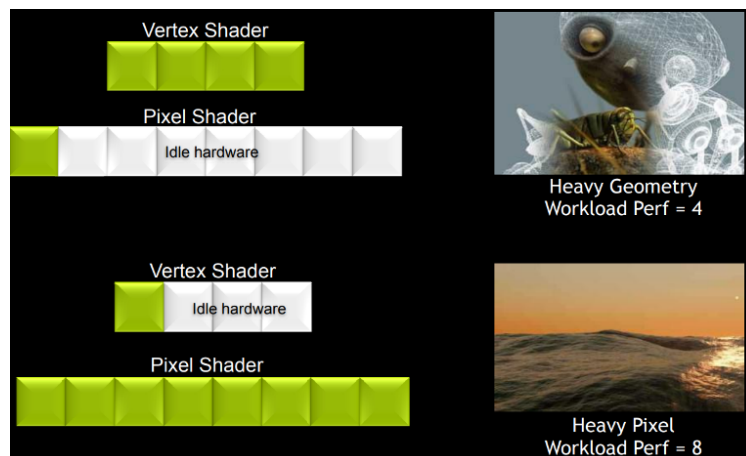 Vertex Shader
Pixel Shader
Idle hardware
Heavy Geometry
Workload Perf = 4
Vertex Shader
Idle hardware
Pixel Shader
Heavy Pixel
Workload Perf = 8